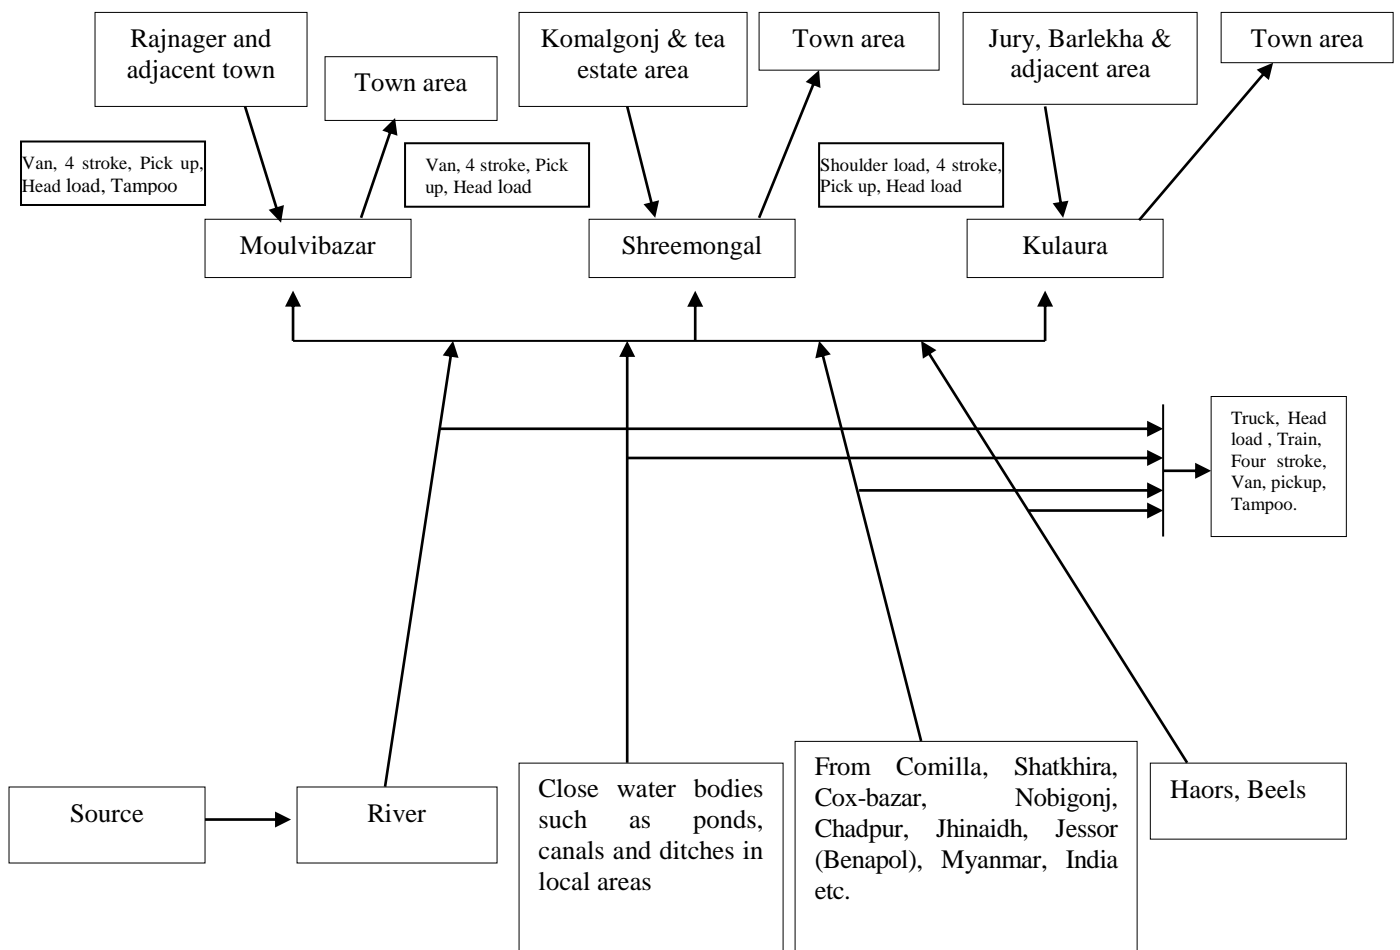 Rajnager and
adjacent town
Town area
Komalgonj & tea
estate area
Town area
Jury, Barlekha &
adjacent area
Town area
Van, 4 stroke, Pick up,
Head load, Tampoo
Van, 4 stroke, Pick
up, Head load
Shoulder load, 4 stroke,
Pick up, Head load
Moulvibazar
Shreemongal
Kulaura
Truck, Head
load , Train,
Four stroke,
Van, pickup,
Tampoo.
Source
River
Close water bodies
such as ponds,
canals and ditches in
local areas
From Comilla, Shatkhira,
Cox-bazar, Nobigonj,
Chadpur, Jhinaidh, Jessor
(Benapol), Myanmar, India
etc.
Haors, Beels